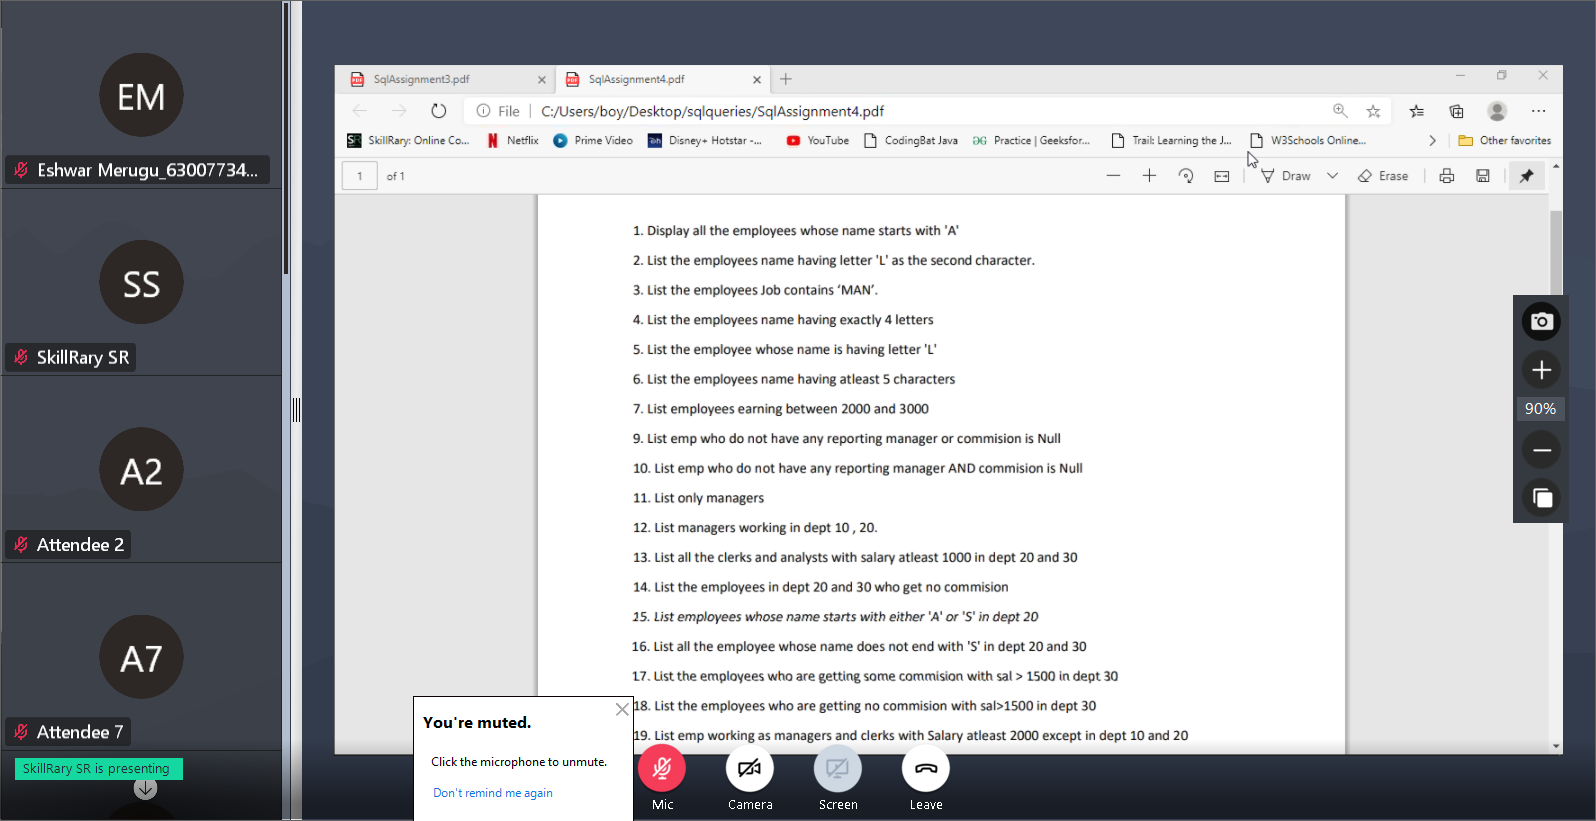 EM
Eshwar Merugu_63007734...
SS
SkillRary SR
A2
Attendee 2
A7
Attendee 7
SkillRary SR is presenting
SqlAssignment3.pdf
SqlAssignment4.pdf
File
C:/Users/boy/Desktop/sqlqueries/SqlAssignment4.pdf
SkillRary: Online Co...
Netflix
Prime Video
Disney+ Hotstar -...
YouTube
CodingBat Java
Practice | Geeksfor...
Trail: Learning the J...
W3Schools Online...
Other favorites
1 of 1
Draw
Erase
1. Display all the employees whose name starts with 'A'
2. List the employees name having letter 'L' as the second character.
3. List the employees Job contains ‘MAN’.
4. List the employees name having exactly 4 letters
5. List the employee whose name is having letter 'L'
6. List the employees name having atleast 5 characters
7. List employees earning between 2000 and 3000
9. List emp who do not have any reporting manager or commision is Null
10. List emp who do not have any reporting manager AND commision is Null
11. List only managers
12. List managers working in dept 10 , 20.
13. List all the clerks and analysts with salary atleast 1000 in dept 20 and 30
14. List the employees in dept 20 and 30 who get no commision
15. List employees whose name starts with either 'A' or 'S' in dept 20
16. List all the employee whose name does not end with 'S' in dept 20 and 30
17. List the employees who are getting some commision with sal > 1500 in dept 30
18. List the employees who are getting no commision with sal>1500 in dept 30
19. List emp working as managers and clerks with Salary atleast 2000 except in dept 10 and 20
90%
You're muted.
Click the microphone to unmute.
Don't remind me again
Mic
Camera
Screen
Leave